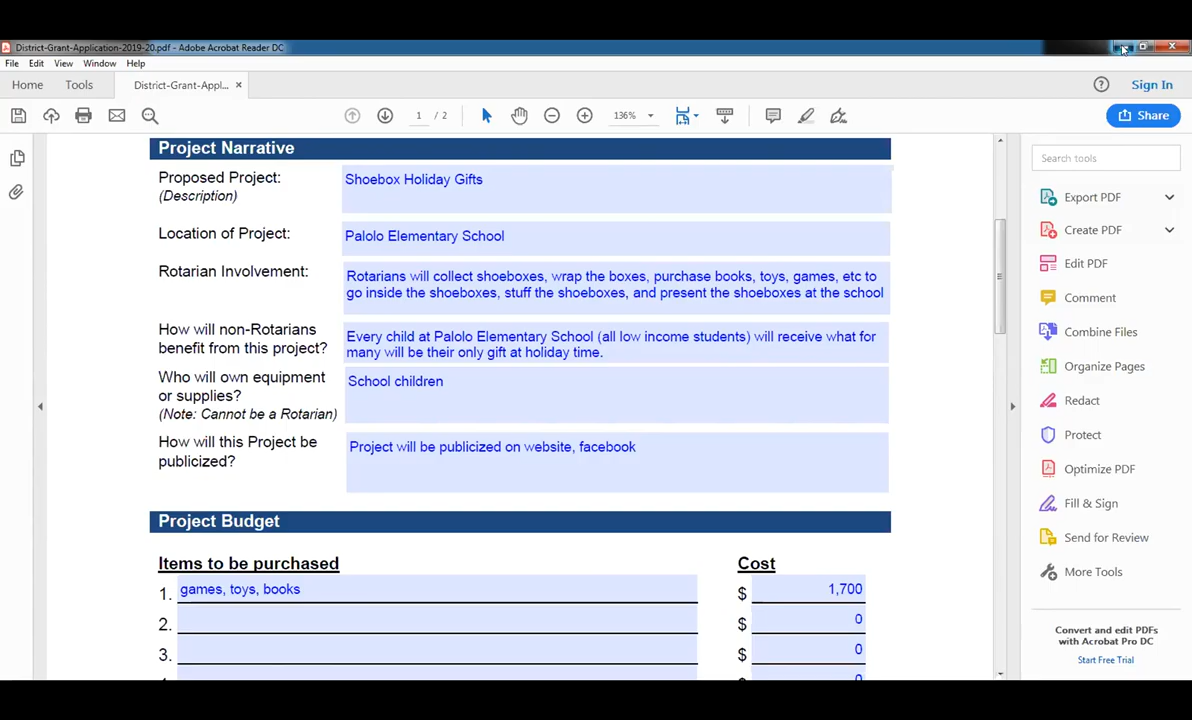 District-Grant-Application-2019-20.pdf - Adobe Acrobat Reader DC
File Edit View Window Help
Home Tools District-Grant-Appl... × Sign In
1 / 2 136% Share
Project Narrative
Proposed Project: Shoebox Holiday Gifts
(Description)
Location of Project: Palolo Elementary School
Rotarian Involvement: Rotarians will collect shoeboxes, wrap the boxes, purchase books, toys, games, etc to
go inside the shoeboxes, stuff the shoeboxes, and present the shoeboxes at the school
How will non-Rotarians
benefit from this project?
Every child at Palolo Elementary School (all low income students) will receive what for
many will be their only gift at holiday time.
Who will own equipment
or supplies?
(Note: Cannot be a Rotarian)
School children
How will this Project be
publicized?
Project will be publicized on website, facebook
Project Budget
Items to be purchased Cost
1. games, toys, books $ 1,700
2. $ 0
3. $ 0
Search tools
Export PDF
Create PDF
Edit PDF
Comment
Combine Files
Organize Pages
Redact
Protect
Optimize PDF
Fill & Sign
Send for Review
More Tools
Convert and edit PDFs
with Acrobat Pro DC
Start Free Trial